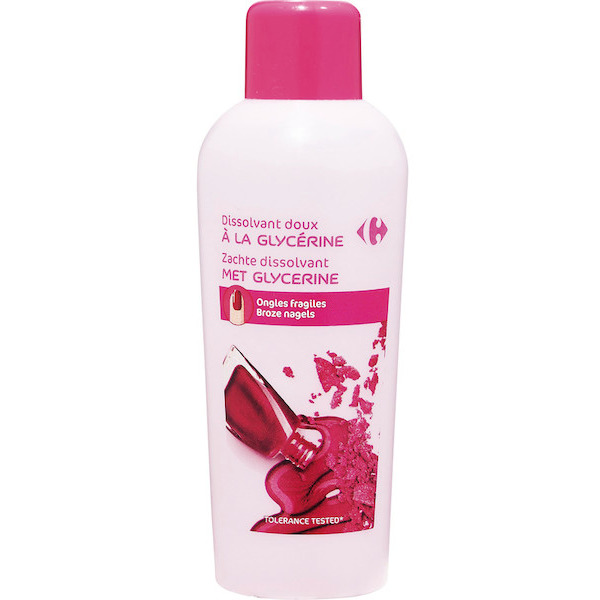 Dissolvant doux
À LA GLYCÉRINE
Zachte dissolvant
MET GLYCERINE
Ongles fragiles
Broze nagels
TOLERANCE TESTED*